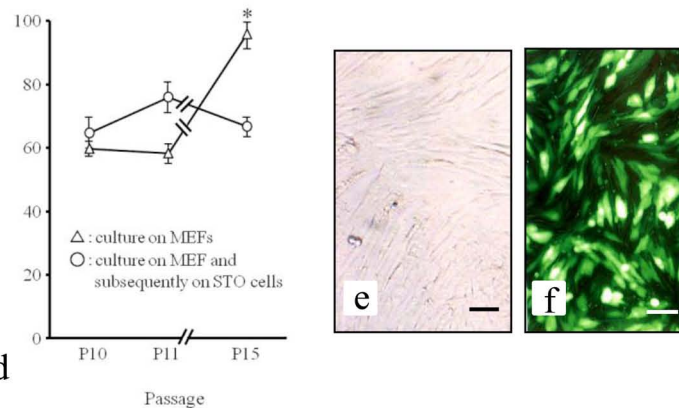 100
80
60
40
20
0
*
△ : culture on MEFs
○ : culture on MEF and
subsequently on STO cells
P10 P11 P15
Passage
d
e
f